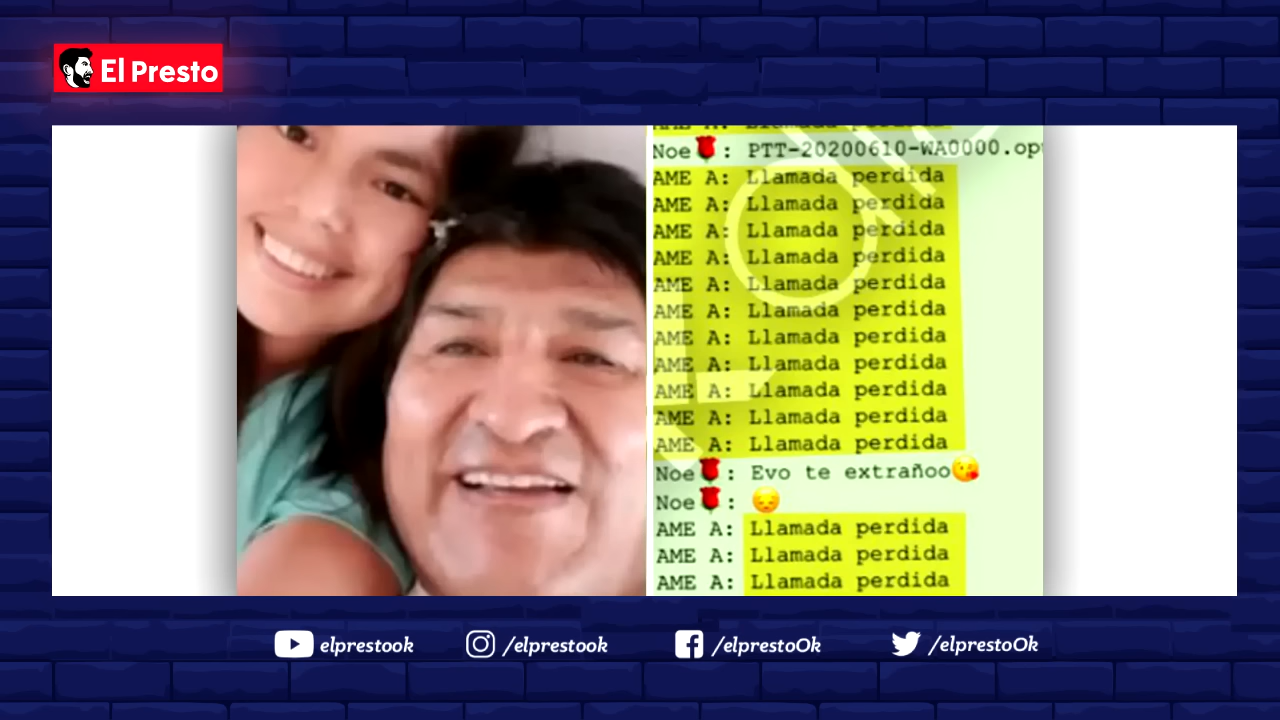 El Presto
AME A: Llamada perdida
Noe🌹: PTT-20200610-WA0000.op
AME A: Llamada perdida
AME A: Llamada perdida
AME A: Llamada perdida
AME A: Llamada perdida
AME A: Llamada perdida
AME A: Llamada perdida
AME A: Llamada perdida
AME A: Llamada perdida
AME A: Llamada perdida
AME A: Llamada perdida
AME A: Llamada perdida
Noe🌹: Evo te extrañoo😘
Noe🌹: 😔
AME A: Llamada perdida
AME A: Llamada perdida
AME A: Llamada perdida
elprestook
/elprestook
/elprestoOk
/elprestoOk